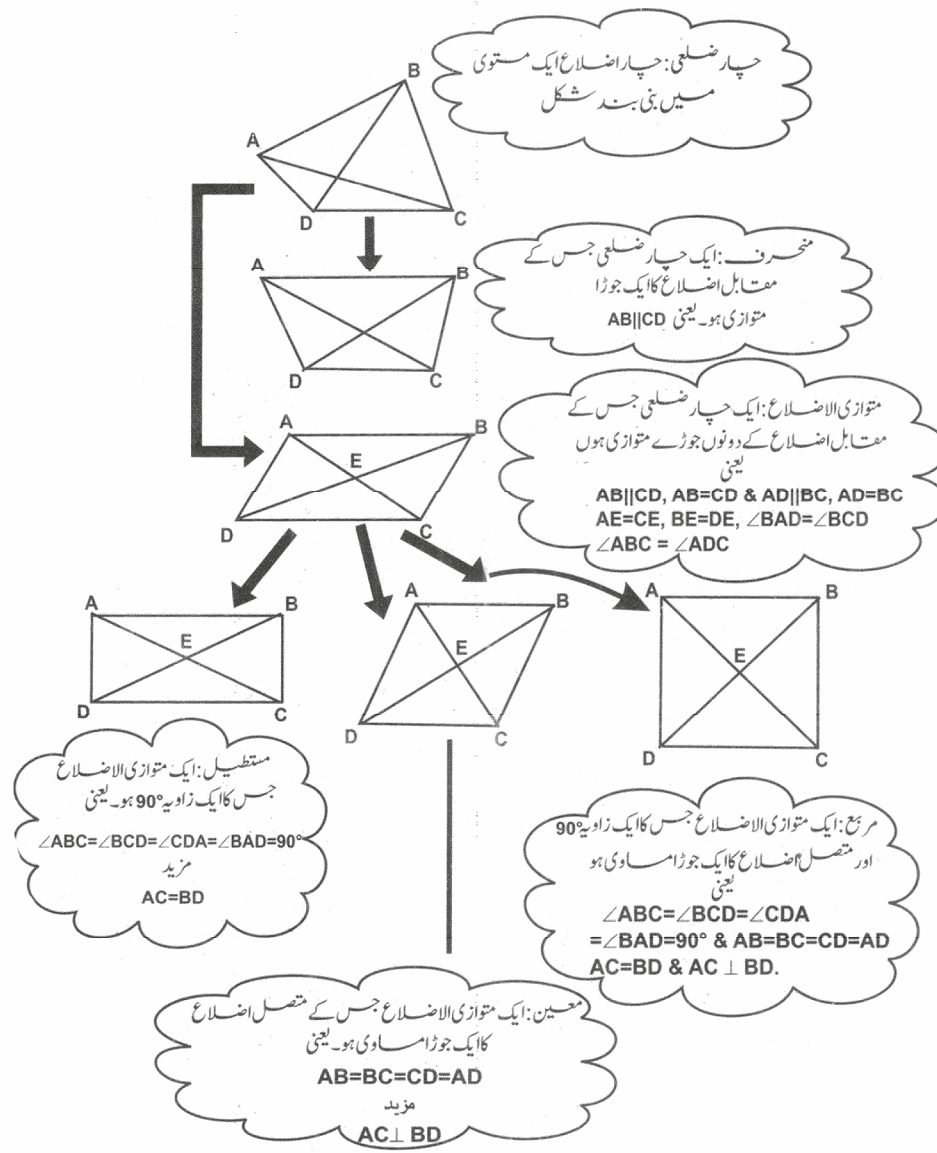 چار ضلعی: چار اضلاع ایک مستوی
میں بنی بند شکل
B
A
D
C
منحرف: ایک چار ضلعی جس کے
مقابل اضلاع کا ایک جوڑا
متوازی ہو۔ یعنی AB||CD
A
B
D
C
متوازی الاضلاع: ایک چار ضلعی جس کے
مقابل اضلاع کے دونوں جوڑے متوازی ہوں
یعنی
AB||CD, AB=CD & AD||BC, AD=BC
AE=CE, BE=DE, ∠BAD=∠BCD
∠ABC = ∠ADC
A
B
E
D
C
A
B
E
D
C
A
B
E
D
C
A
B
E
D
C
مستطیل: ایک متوازی الاضلاع
جس کا ایک زاویہ 90° ہو۔ یعنی
∠ABC=∠BCD=∠CDA=∠BAD=90°
مزید
AC=BD
مربع: ایک متوازی الاضلاع جس کا ایک زاویہ 90°
اور متصل اضلاع کا ایک جوڑا مساوی ہو
یعنی
∠ABC=∠BCD=∠CDA
=∠BAD=90° & AB=BC=CD=AD
AC=BD & AC ⊥ BD.
معین: ایک متوازی الاضلاع جس کے متصل اضلاع
کا ایک جوڑا مساوی ہو۔ یعنی
AB=BC=CD=AD
مزید
AC⊥ BD